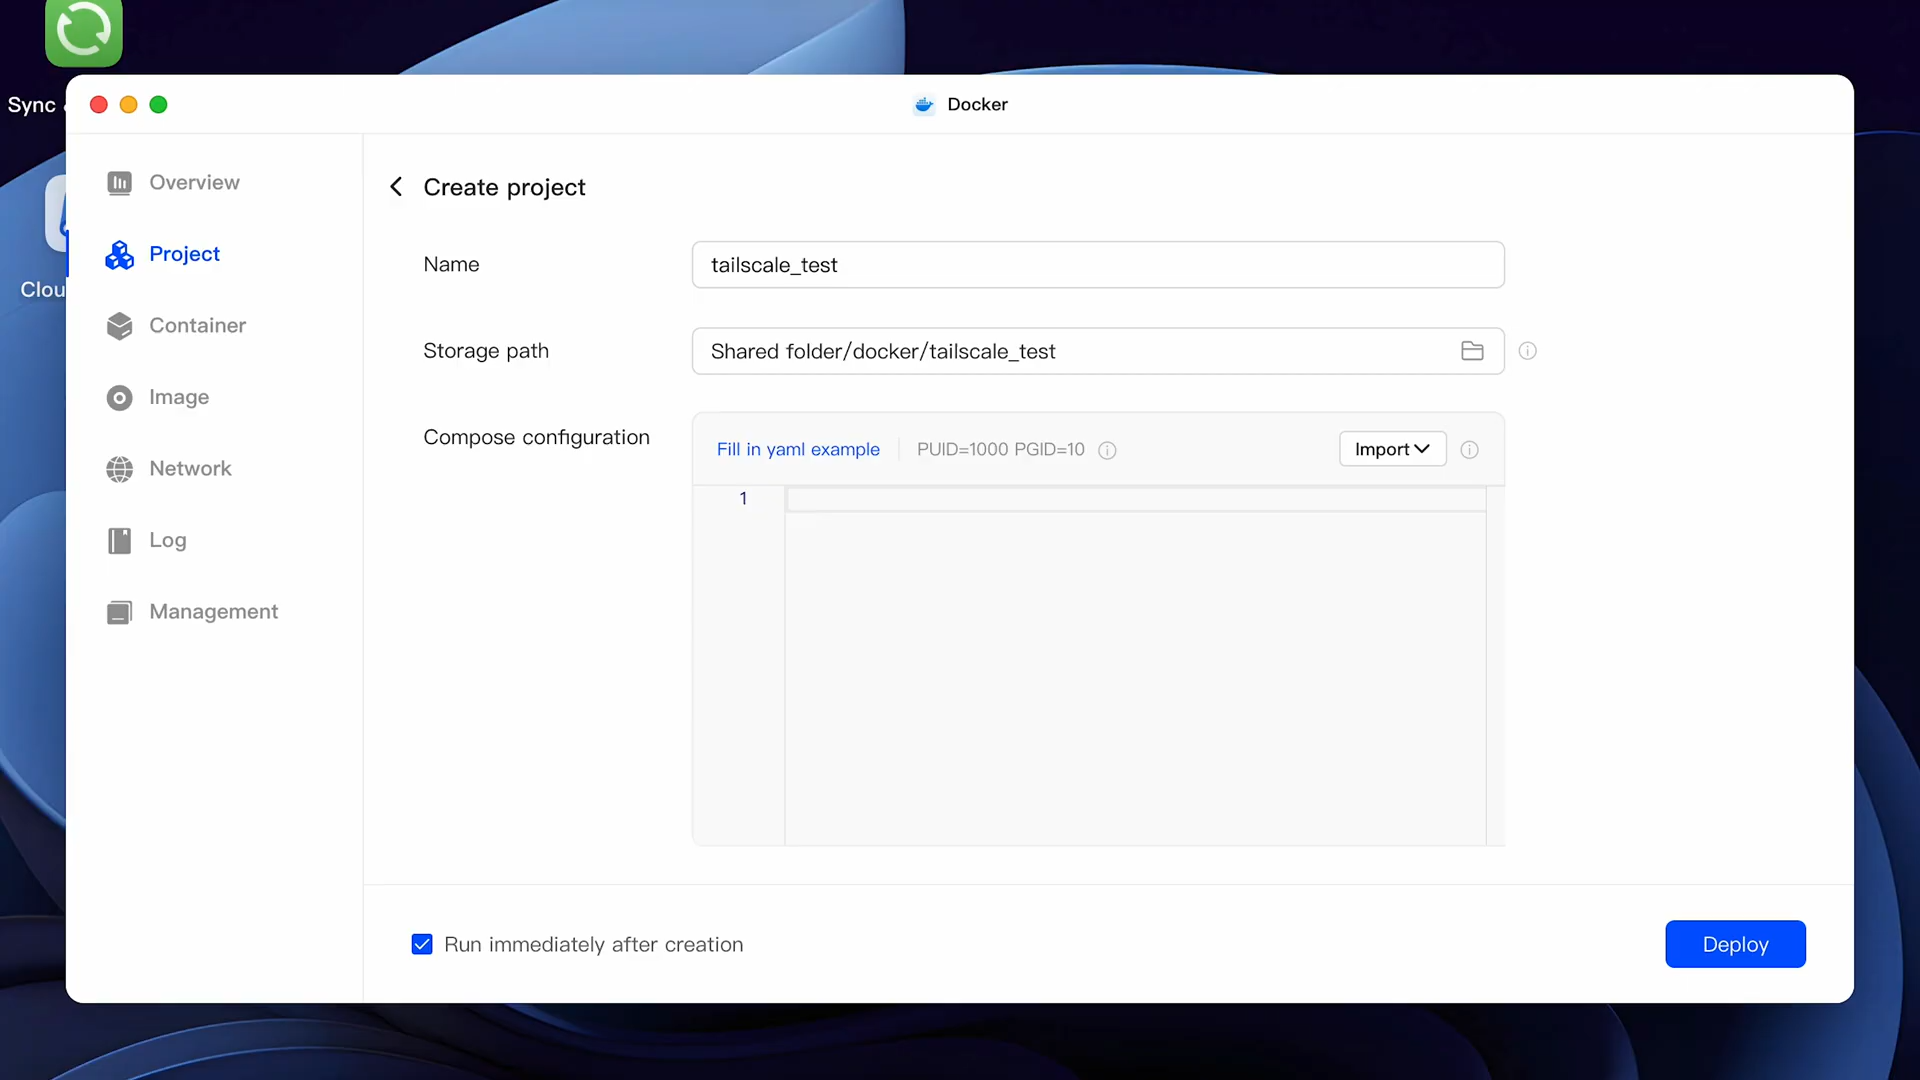 Sync
Clou
Docker
Overview
Project
Container
Image
Network
Log
Management
Create project
Name
tailscale_test
Storage path
Shared folder/docker/tailscale_test
Compose configuration
Fill in yaml example
PUID=1000 PGID=10
Import
1
Run immediately after creation
Deploy